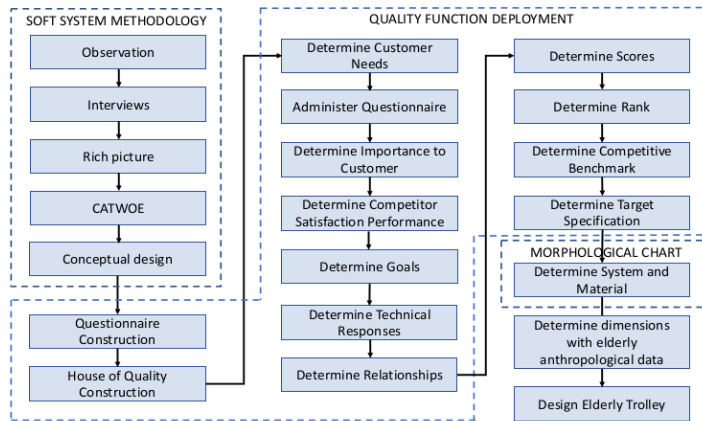 SOFT SYSTEM METHODOLOGY
Observation
Interviews
Rich picture
CATWOE
Conceptual design
QUALITY FUNCTION DEPLOYMENT
Questionnaire
Construction
House of Quality
Construction
Determine Customer
Needs
Administer Questionnaire
Determine Importance to
Customer
Determine Competitor
Satisfaction Performance
Determine Goals
Determine Technical
Responses
Determine Relationships
Determine Scores
Determine Rank
Determine Competitive
Benchmark
Determine Target
Specification
MORPHOLOGICAL CHART
Determine System and
Material
Determine dimensions
with elderly
anthropological data
Design Elderly Trolley